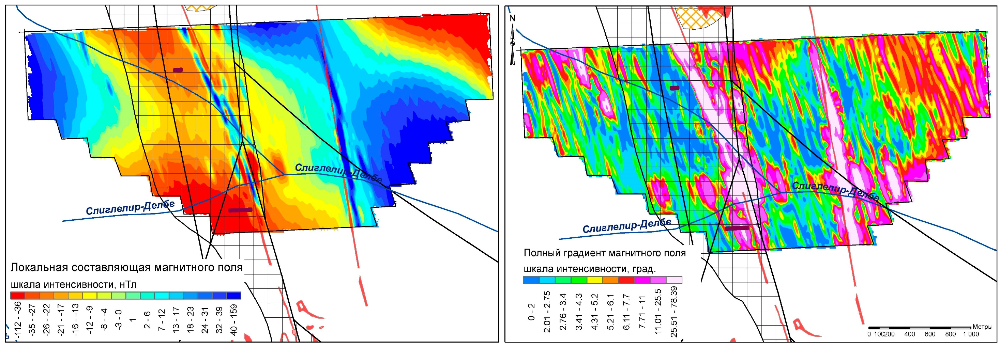 Слиглелир-Делбе
Слиглелир-Делбе
Локальная составляющая магнитного поля
шкала интенсивности, нТл
-112 - -36
-35 - -27
-26 - -22
-21 - -17
-16 - -13
-12 - -9
-8 - -4
-3 - 0
1
2 - 6
7 - 12
13 - 17
18 - 23
24 - 31
32 - 39
40 - 159
N
Слиглелир-Делбе
Слиглелир-Делбе
Полный градиент магнитного поля
шкала интенсивности, град.
0 - 2
2.01 - 2.75
2.76 - 3.4
3.41 - 4.3
4.31 - 5.2
5.21 - 6.1
6.11 - 7.7
7.71 - 11
11.01 - 25.5
25.51 - 78.39
Метры
0 100200 400 600 800 1 000